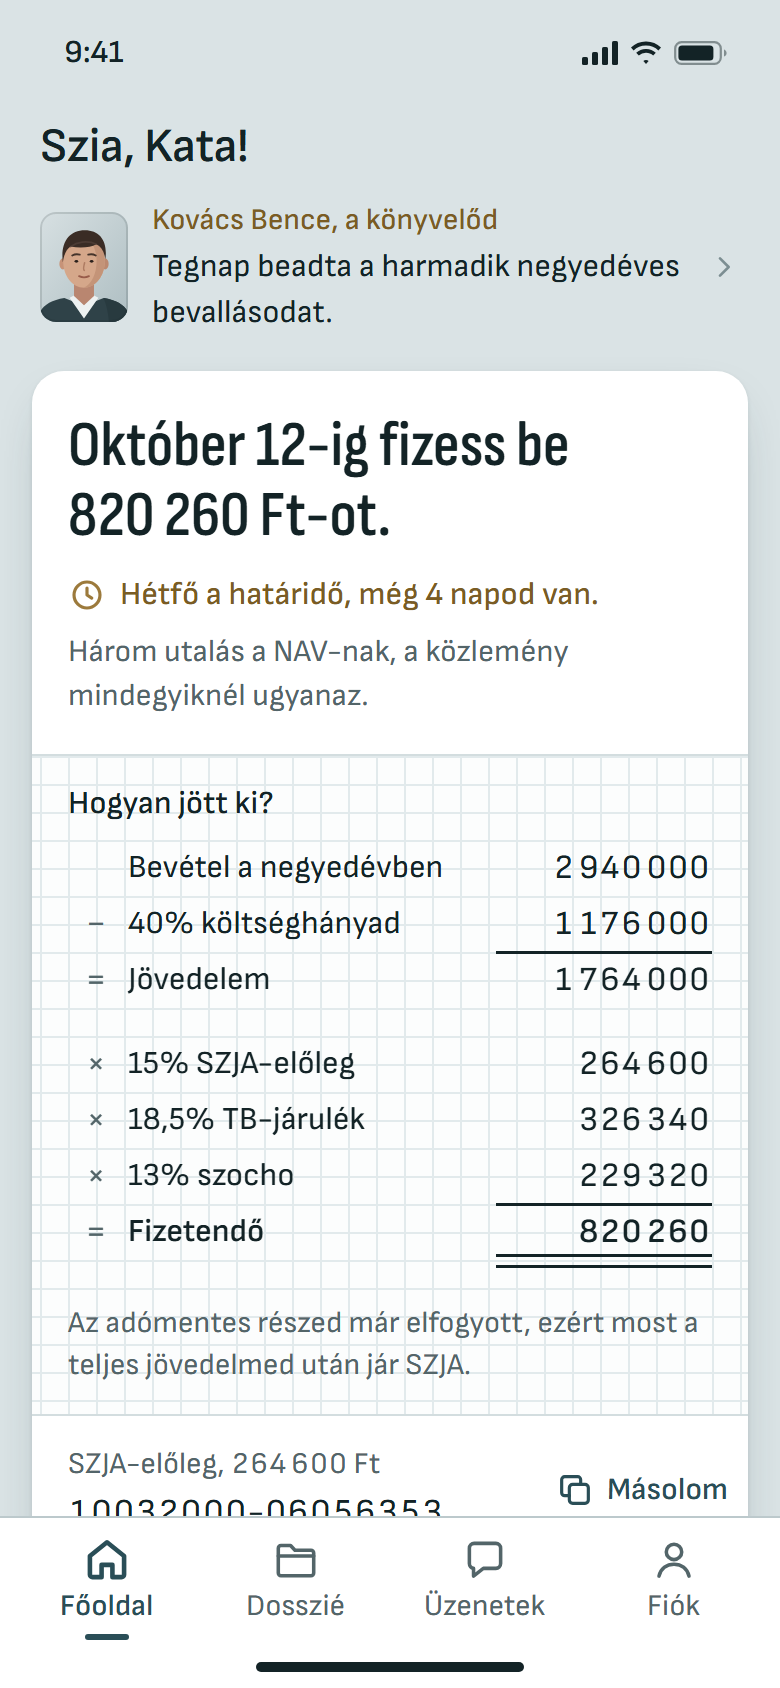 9:41
Szia, Kata!
Kovács Bence, a könyvelőd
Tegnap beadta a harmadik negyedéves
bevallásodat.
Október 12-ig fizess be
820 260 Ft-ot.
Hétfő a határidő, még 4 napod van.
Három utalás a NAV-nak, a közlemény
mindegyiknél ugyanaz.
Hogyan jött ki?
Bevétel a negyedévben 2 940 000
– 40% költséghányad 1 176 000
= Jövedelem 1 764 000
× 15% SZJA-előleg 264 600
× 18,5% TB-járulék 326 340
× 13% szocho 229 320
= Fizetendő 820 260
Az adómentes részed már elfogyott, ezért most a
teljes jövedelmed után jár SZJA.
SZJA-előleg, 264 600 Ft
10032000-06056353
Másolom
Főoldal
Dosszié
Üzenetek
Fiók